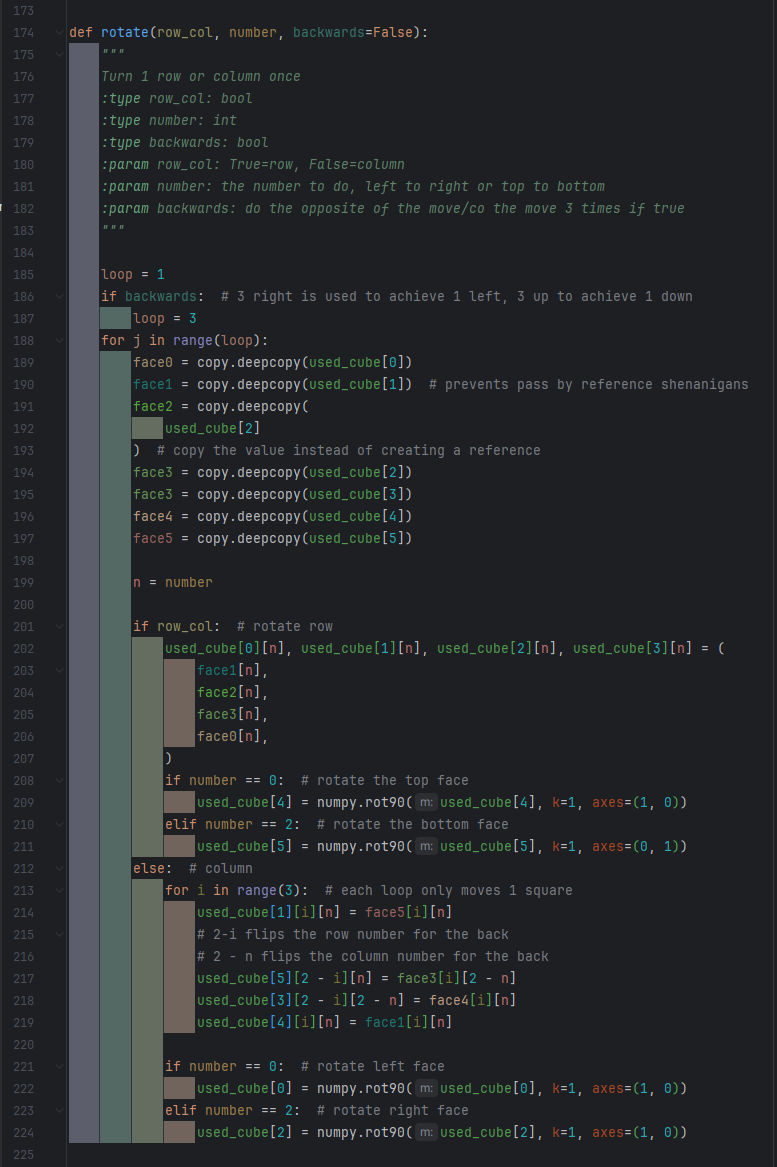 173
174 def rotate(row_col, number, backwards=False):
175 """
176 Turn 1 row or column once
177 :type row_col: bool
178 :type number: int
179 :type backwards: bool
180 :param row_col: True=row, False=column
181 :param number: the number to do, left to right or top to bottom
182 :param backwards: do the opposite of the move/co the move 3 times if true
183 """
184
185 loop = 1
186 if backwards:  # 3 right is used to achieve 1 left, 3 up to achieve 1 down
187 loop = 3
188 for j in range(loop):
189 face0 = copy.deepcopy(used_cube[0])
190 face1 = copy.deepcopy(used_cube[1])  # prevents pass by reference shenanigans
191 face2 = copy.deepcopy(
192 used_cube[2]
193 )  # copy the value instead of creating a reference
194 face3 = copy.deepcopy(used_cube[2])
195 face3 = copy.deepcopy(used_cube[3])
196 face4 = copy.deepcopy(used_cube[4])
197 face5 = copy.deepcopy(used_cube[5])
198
199 n = number
200
201 if row_col:  # rotate row
202 used_cube[0][n], used_cube[1][n], used_cube[2][n], used_cube[3][n] = (
203 face1[n],
204 face2[n],
205 face3[n],
206 face0[n],
207 )
208 if number == 0:  # rotate the top face
209 used_cube[4] = numpy.rot90( m: used_cube[4], k=1, axes=(1, 0))
210 elif number == 2:  # rotate the bottom face
211 used_cube[5] = numpy.rot90( m: used_cube[5], k=1, axes=(0, 1))
212 else:  # column
213 for i in range(3):  # each loop only moves 1 square
214 used_cube[1][i][n] = face5[i][n]
215 # 2-i flips the row number for the back
216 # 2 - n flips the column number for the back
217 used_cube[5][2 - i][n] = face3[i][2 - n]
218 used_cube[3][2 - i][2 - n] = face4[i][n]
219 used_cube[4][i][n] = face1[i][n]
220
221 if number == 0:  # rotate left face
222 used_cube[0] = numpy.rot90( m: used_cube[0], k=1, axes=(1, 0))
223 elif number == 2:  # rotate right face
224 used_cube[2] = numpy.rot90( m: used_cube[2], k=1, axes=(1, 0))
225